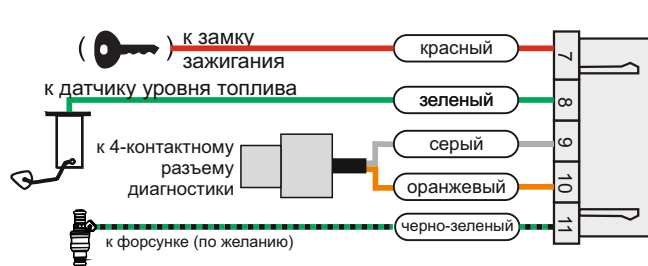 к замку
зажигания
красный
7
к датчику уровня топлива
зеленый
8
к 4-контактному
разъему
диагностики
серый
9
оранжевый
10
черно-зеленый
11
к форсунке (по желанию)